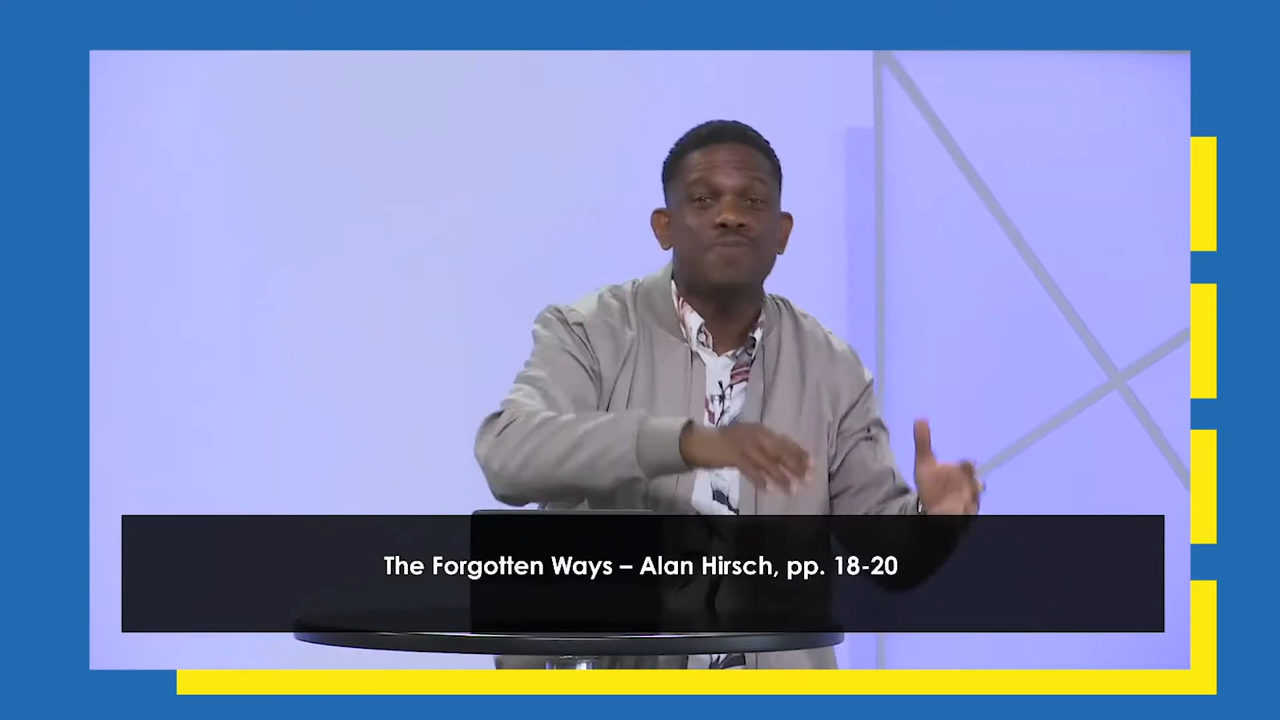 The Forgotten Ways – Alan Hirsch, pp. 18-20